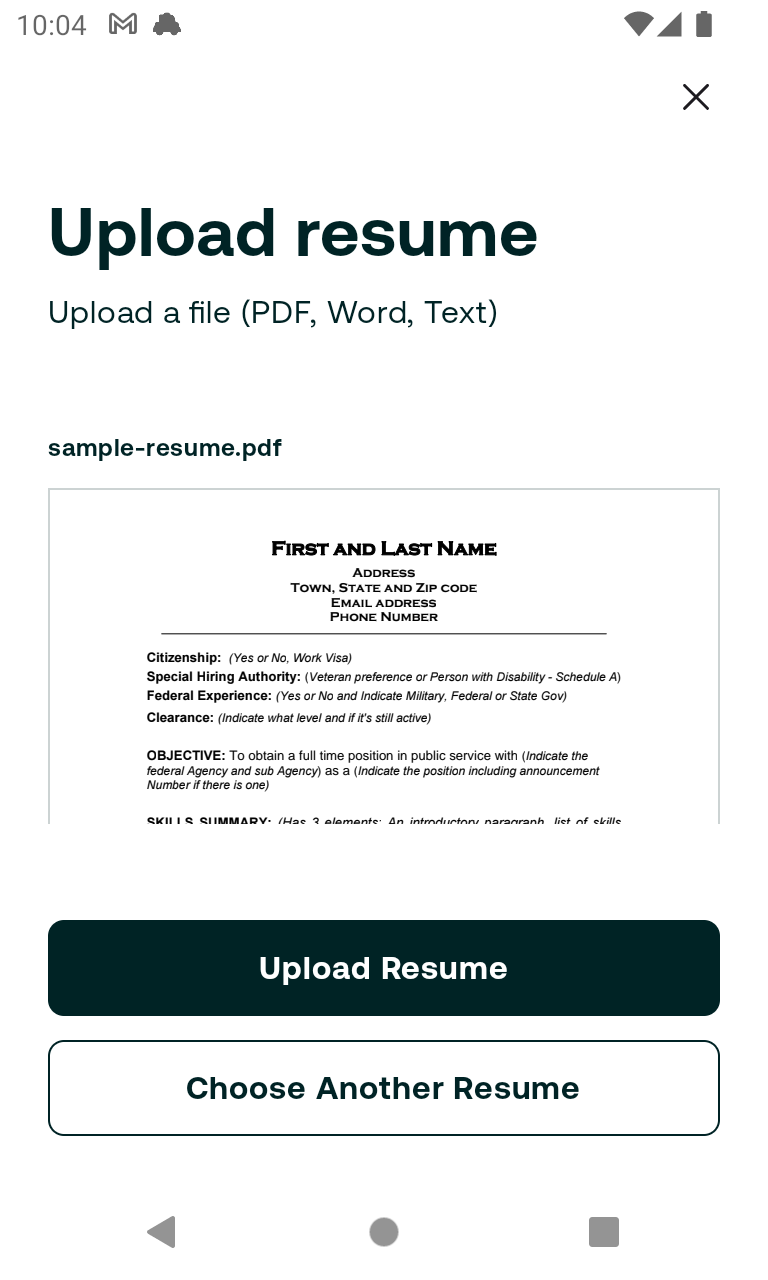 10:04
Upload resume
Upload a file (PDF, Word, Text)
sample-resume.pdf
FIRST AND LAST NAME
ADDRESS
TOWN, STATE AND ZIP CODE
EMAIL ADDRESS
PHONE NUMBER
Citizenship: (Yes or No, Work Visa)
Special Hiring Authority: (Veteran preference or Person with Disability - Schedule A)
Federal Experience: (Yes or No and Indicate Military, Federal or State Gov)
Clearance: (Indicate what level and if it's still active)
OBJECTIVE: To obtain a full time position in public service with (Indicate the
federal Agency and sub Agency) as a (Indicate the position including announcement
Number if there is one)
SKILLS SUMMARY: (Has 3 elements: An introductory paragraph, list of skills
Upload Resume
Choose Another Resume